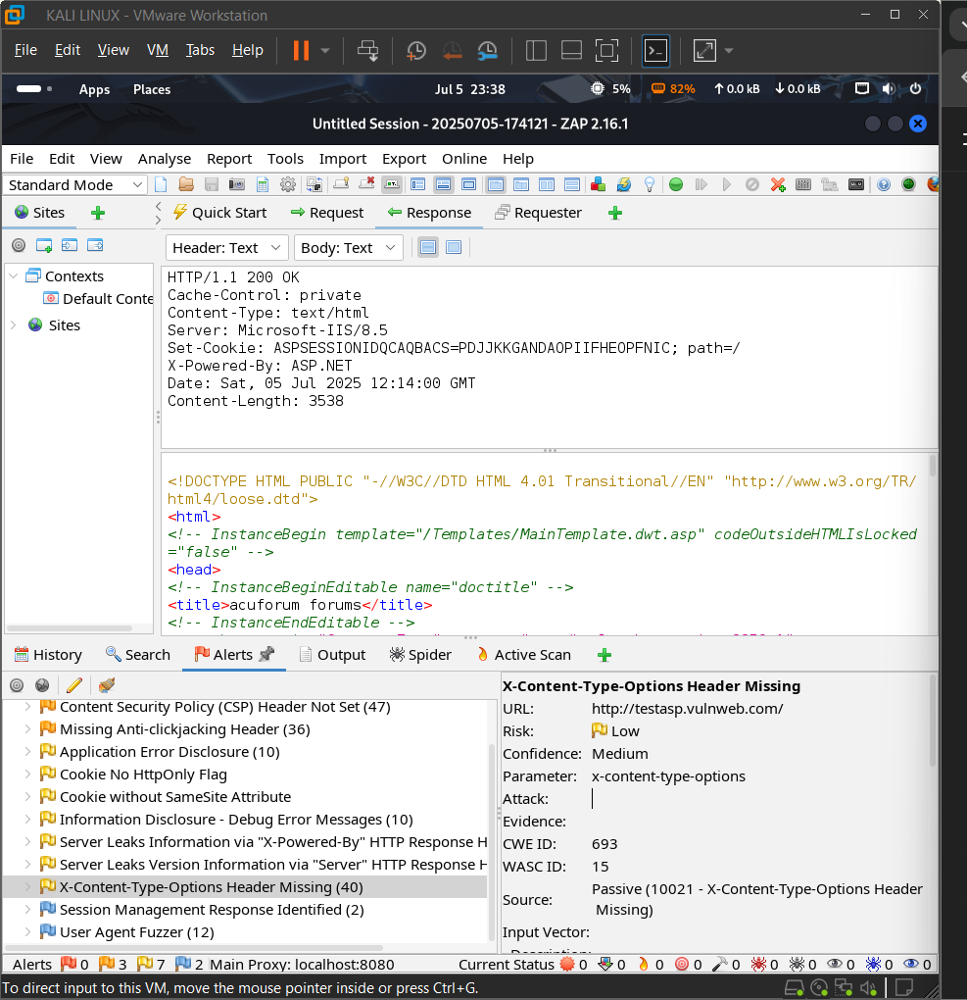 KALI LINUX - VMware Workstation
File Edit View VM Tabs Help
Apps Places Jul 5 23:38 5% 82% 0.0 kB 0.0 kB
Untitled Session - 20250705-174121 - ZAP 2.16.1
File Edit View Analyse Report Tools Import Export Online Help
Standard Mode
Sites
Quick Start Request Response Requester
Header: Text Body: Text
Contexts
Default Conte
Sites
HTTP/1.1 200 OK
Cache-Control: private
Content-Type: text/html
Server: Microsoft-IIS/8.5
Set-Cookie: ASPSESSIONIDQCAQBACS=PDJJKKGANDAOPIIFHEOPFNIC; path=/
X-Powered-By: ASP.NET
Date: Sat, 05 Jul 2025 12:14:00 GMT
Content-Length: 3538
<!DOCTYPE HTML PUBLIC "-//W3C//DTD HTML 4.01 Transitional//EN" "http://www.w3.org/TR/
html4/loose.dtd">
<html>
<!-- InstanceBegin template="/Templates/MainTemplate.dwt.asp" codeOutsideHTMLIsLocked
="false" -->
<head>
<!-- InstanceBeginEditable name="doctitle" -->
<title>acuforum forums</title>
<!-- InstanceEndEditable -->
History Search Alerts Output Spider Active Scan
Content Security Policy (CSP) Header Not Set (47)
Missing Anti-clickjacking Header (36)
Application Error Disclosure (10)
Cookie No HttpOnly Flag
Cookie without SameSite Attribute
Information Disclosure - Debug Error Messages (10)
Server Leaks Information via "X-Powered-By" HTTP Response H
Server Leaks Version Information via "Server" HTTP Response H
X-Content-Type-Options Header Missing (40)
Session Management Response Identified (2)
User Agent Fuzzer (12)
X-Content-Type-Options Header Missing
URL: http://testasp.vulnweb.com/
Risk: Low
Confidence: Medium
Parameter: x-content-type-options
Attack:
Evidence:
CWE ID: 693
WASC ID: 15
Source: Passive (10021 - X-Content-Type-Options Header
Missing)
Input Vector:
Description:
Alerts 0 3 7 2 Main Proxy: localhost:8080 Current Status 0 0 0 0 0 0 0 0 0 0
To direct input to this VM, move the mouse pointer inside or press Ctrl+G.